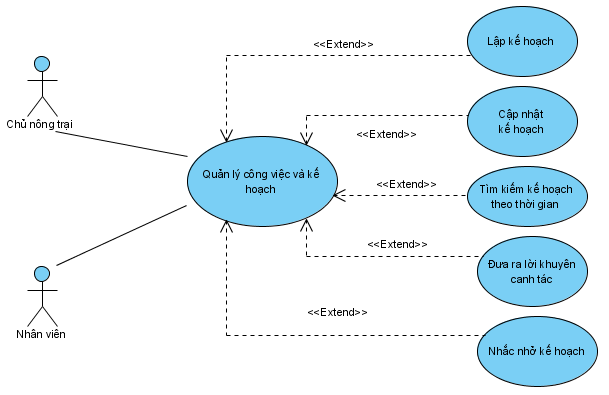 <<Extend>>
Lập kế hoạch
Chủ nông trại
<<Extend>>
Cập nhật
kế hoạch
Quản lý công việc và kế
hoạch
<<Extend>>
Tìm kiếm kế hoạch
theo thời gian
<<Extend>>
Đưa ra lời khuyên
canh tác
Nhân viên
<<Extend>>
Nhắc nhở kế hoạch